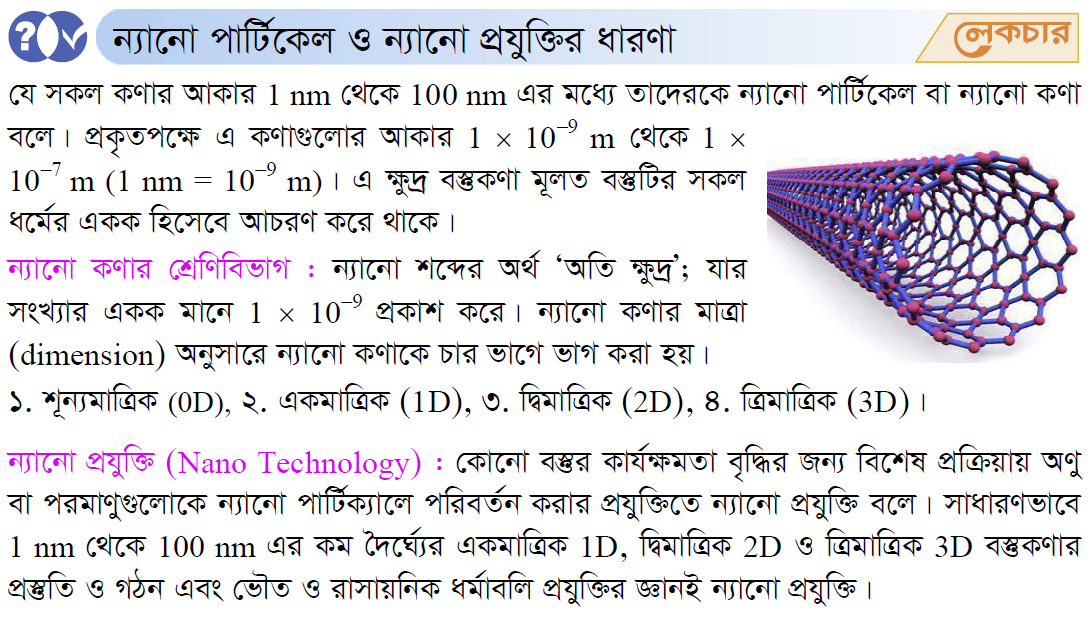 ন্যানো পার্টিকেল ও ন্যানো প্রযুক্তির ধারণা
লেকচার
যে সকল কণার আকার 1 nm থেকে 100 nm এর মধ্যে তাদেরকে ন্যানো পার্টিকেল বা ন্যানো কণা
বলে। প্রকৃতপক্ষে এ কণাগুলোর আকার 1 × 10⁻⁹ m থেকে 1 ×
10⁻⁷ m (1 nm = 10⁻⁹ m)। এ ক্ষুদ্র বস্তুকণা মূলত বস্তুটির সকল
ধর্মের একক হিসেবে আচরণ করে থাকে।
ন্যানো কণার শ্রেণিবিভাগ : ন্যানো শব্দের অর্থ ‘অতি ক্ষুদ্র’; যার
সংখ্যার একক মানে 1 × 10⁻⁹ প্রকাশ করে। ন্যানো কণার মাত্রা
(dimension) অনুসারে ন্যানো কণাকে চার ভাগে ভাগ করা হয়।
১. শূন্যমাত্রিক (0D), ২. একমাত্রিক (1D), ৩. দ্বিমাত্রিক (2D), ৪. ত্রিমাত্রিক (3D)।
ন্যানো প্রযুক্তি (Nano Technology) : কোনো বস্তুর কার্যক্ষমতা বৃদ্ধির জন্য বিশেষ প্রক্রিয়ায় অণু
বা পরমাণুগুলোকে ন্যানো পার্টিক্যালে পরিবর্তন করার প্রযুক্তিতে ন্যানো প্রযুক্তি বলে। সাধারণভাবে
1 nm থেকে 100 nm এর কম দৈর্ঘ্যের একমাত্রিক 1D, দ্বিমাত্রিক 2D ও ত্রিমাত্রিক 3D বস্তুকণার
প্রস্তুতি ও গঠন এবং ভৌত ও রাসায়নিক ধর্মাবলি প্রযুক্তির জ্ঞানই ন্যানো প্রযুক্তি।